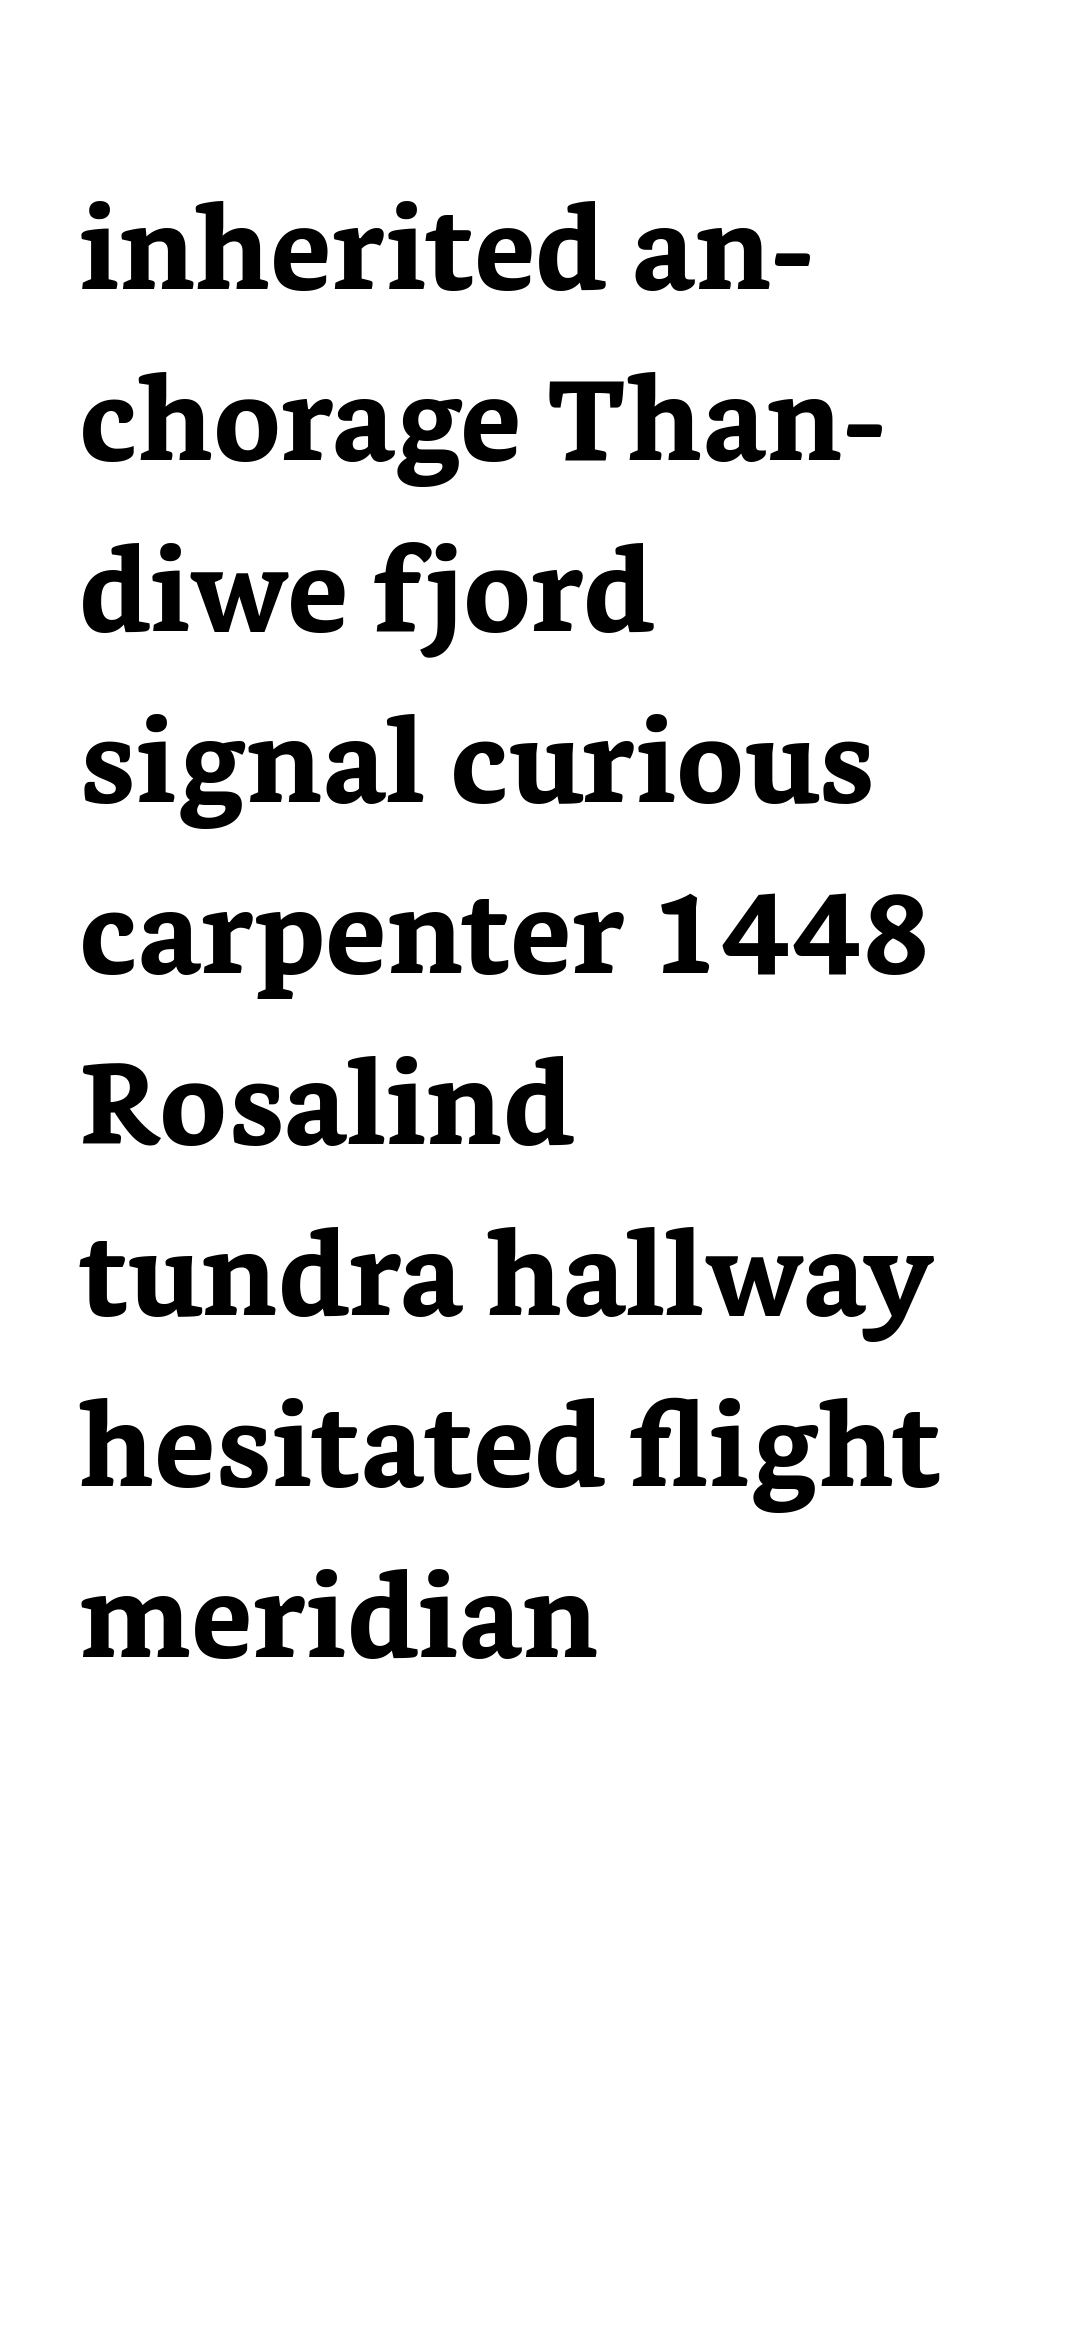 inherited an-
chorage Than-
diwe fjord
signal curious
carpenter 1448
Rosalind
tundra hallway
hesitated flight
meridian